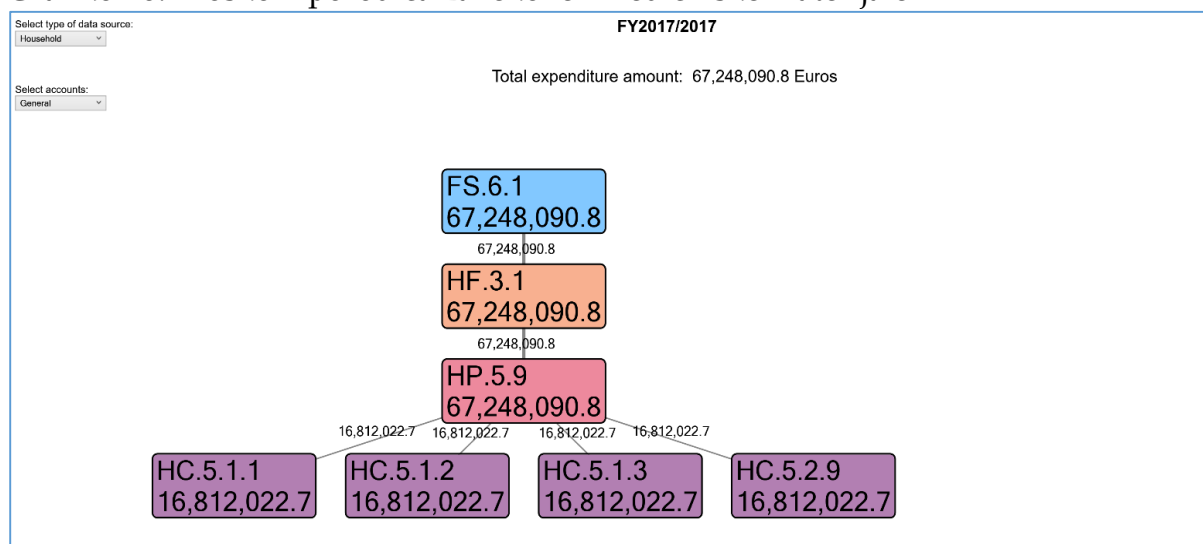 Select type of data source:
Household
FY2017/2017
Total expenditure amount: 67,248,090.8 Euros
Select accounts:
General
FS.6.1
67,248,090.8
67,248,090.8
HF.3.1
67,248,090.8
67,248,090.8
HP.5.9
67,248,090.8
16,812,022.7 16,812,022.7 16,812,022.7 16,812,022.7
HC.5.1.1 HC.5.1.2 HC.5.1.3 HC.5.2.9
16,812,022.7 16,812,022.7 16,812,022.7 16,812,022.7